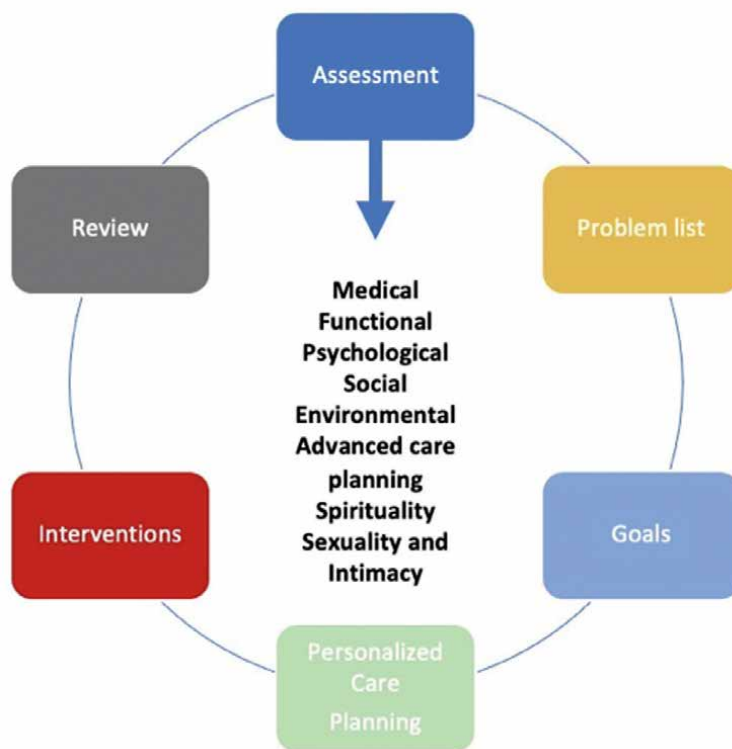 Assessment
Review
Problem list
Medical
Functional
Psychological
Social
Environmental
Advanced care
planning
Spirituality
Sexuality and
Intimacy
Interventions
Goals
Personalized
Care
Planning